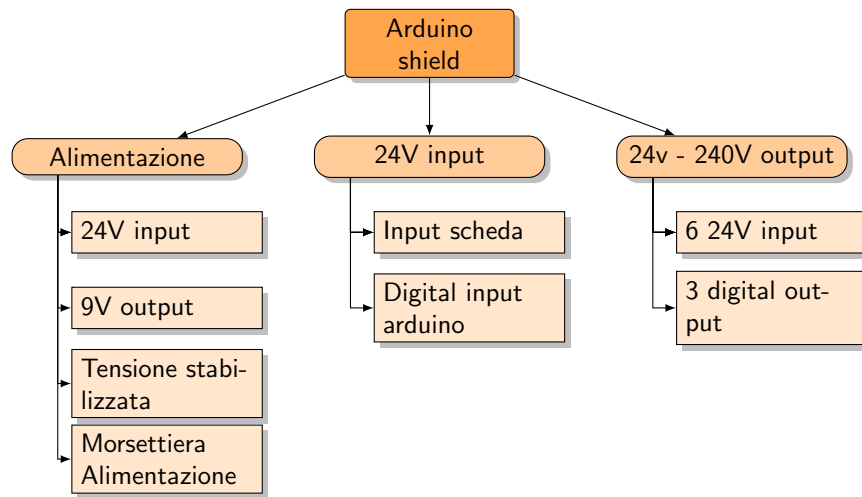 Arduino
shield
Alimentazione
24V input
24v - 240V output
24V input
9V output
Tensione stabi-
lizzata
Morsettiera
Alimentazione
Input scheda
Digital input
arduino
6 24V input
3 digital out-
put